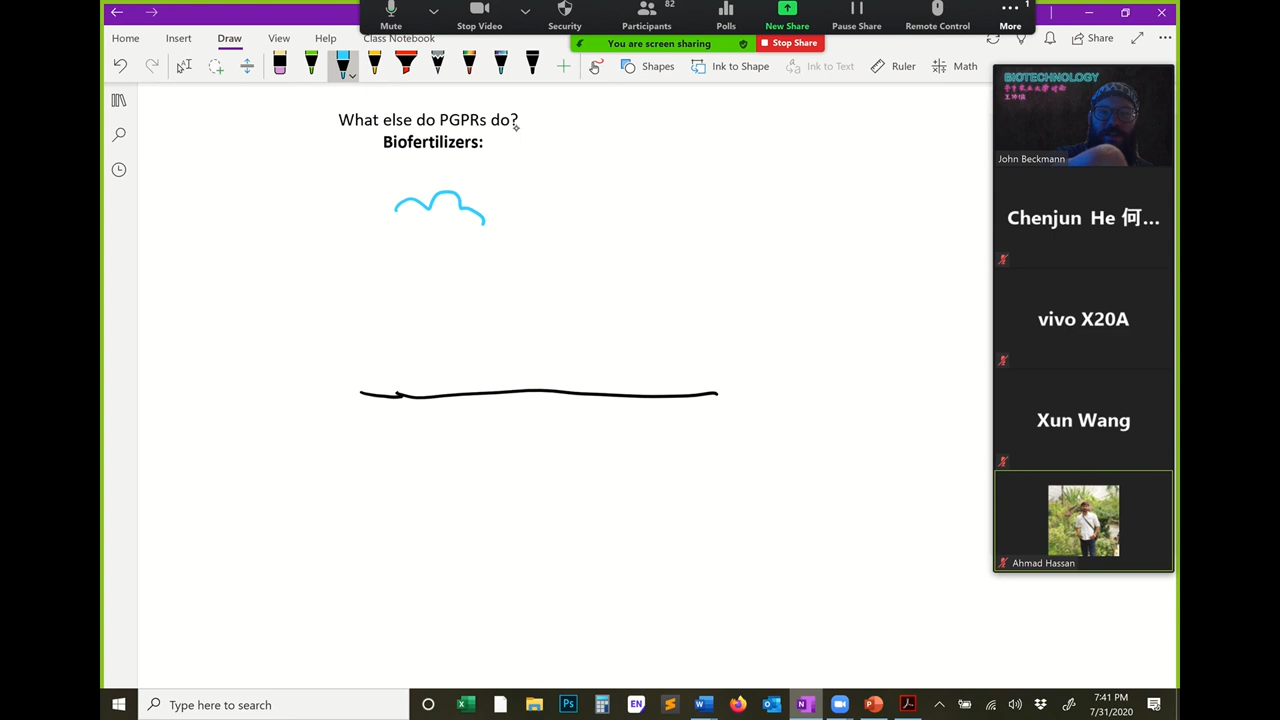 Mute
Stop Video
Security
82
Participants
Polls
New Share
Pause Share
Remote Control
1
More
You are screen sharing
Stop Share
Home
Insert
Draw
View
Help
Class Notebook
Share
Shapes
Ink to Shape
Ink to Text
Ruler
Math
What else do PGPRs do?
Biofertilizers:
BIOTECHNOLOGY
John Beckmann
Chenjun He 何...
vivo X20A
Xun Wang
Ahmad Hassan
Type here to search
EN
7:41 PM
7/31/2020